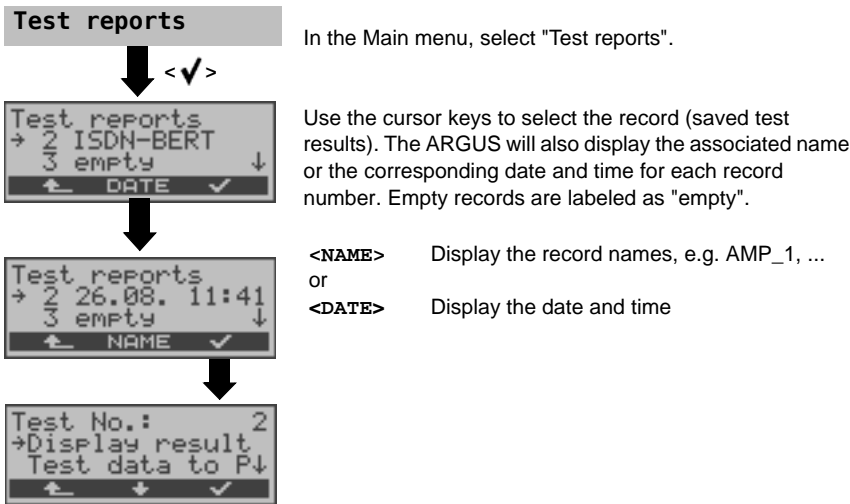 Test reports
In the Main menu, select "Test reports".
<✓>
Test reports
→ 2 ISDN-BERT
3 empty ↓
DATE ✓
Use the cursor keys to select the record (saved test
results). The ARGUS will also display the associated name
or the corresponding date and time for each record
number. Empty records are labeled as "empty".
<NAME> Display the record names, e.g. AMP_1, ...
or
<DATE> Display the date and time
Test reports
→ 2 26.08. 11:41
3 empty ↓
NAME ✓
Test No.: 2
→Display result
Test data to P↓